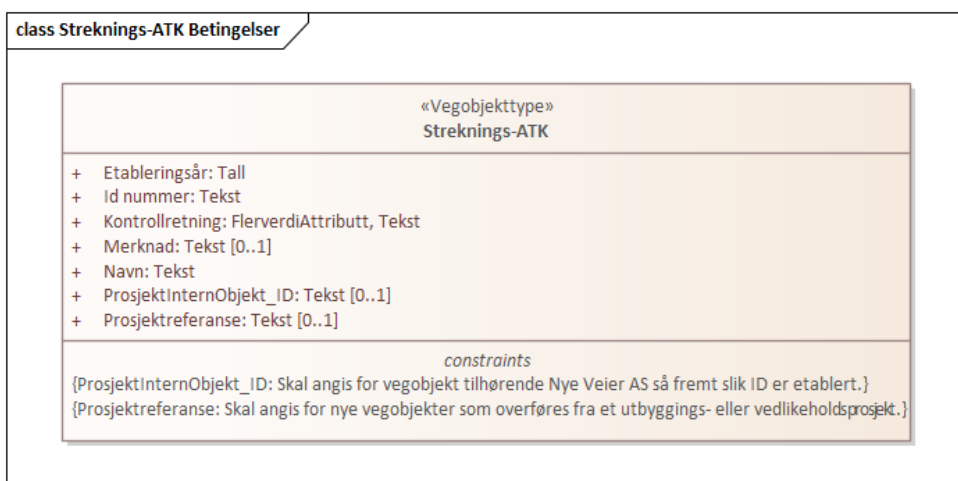 class Streknings-ATK Betingelser
«Vegobjekttype»
Streknings-ATK
+ Etableringsår: Tall
+ Id nummer: Tekst
+ Kontrollretning: FlerverdiAttributt, Tekst
+ Merknad: Tekst [0..1]
+ Navn: Tekst
+ ProsjektInternObjekt_ID: Tekst [0..1]
+ Prosjektreferanse: Tekst [0..1]
constraints
{ProsjektInternObjekt_ID: Skal angis for vegobjekt tilhørende Nye Veier AS så fremt slik ID er etablert.}
{Prosjektreferanse: Skal angis for nye vegobjekter som overføres fra et utbyggings- eller vedlikeholdsprosjekt.}